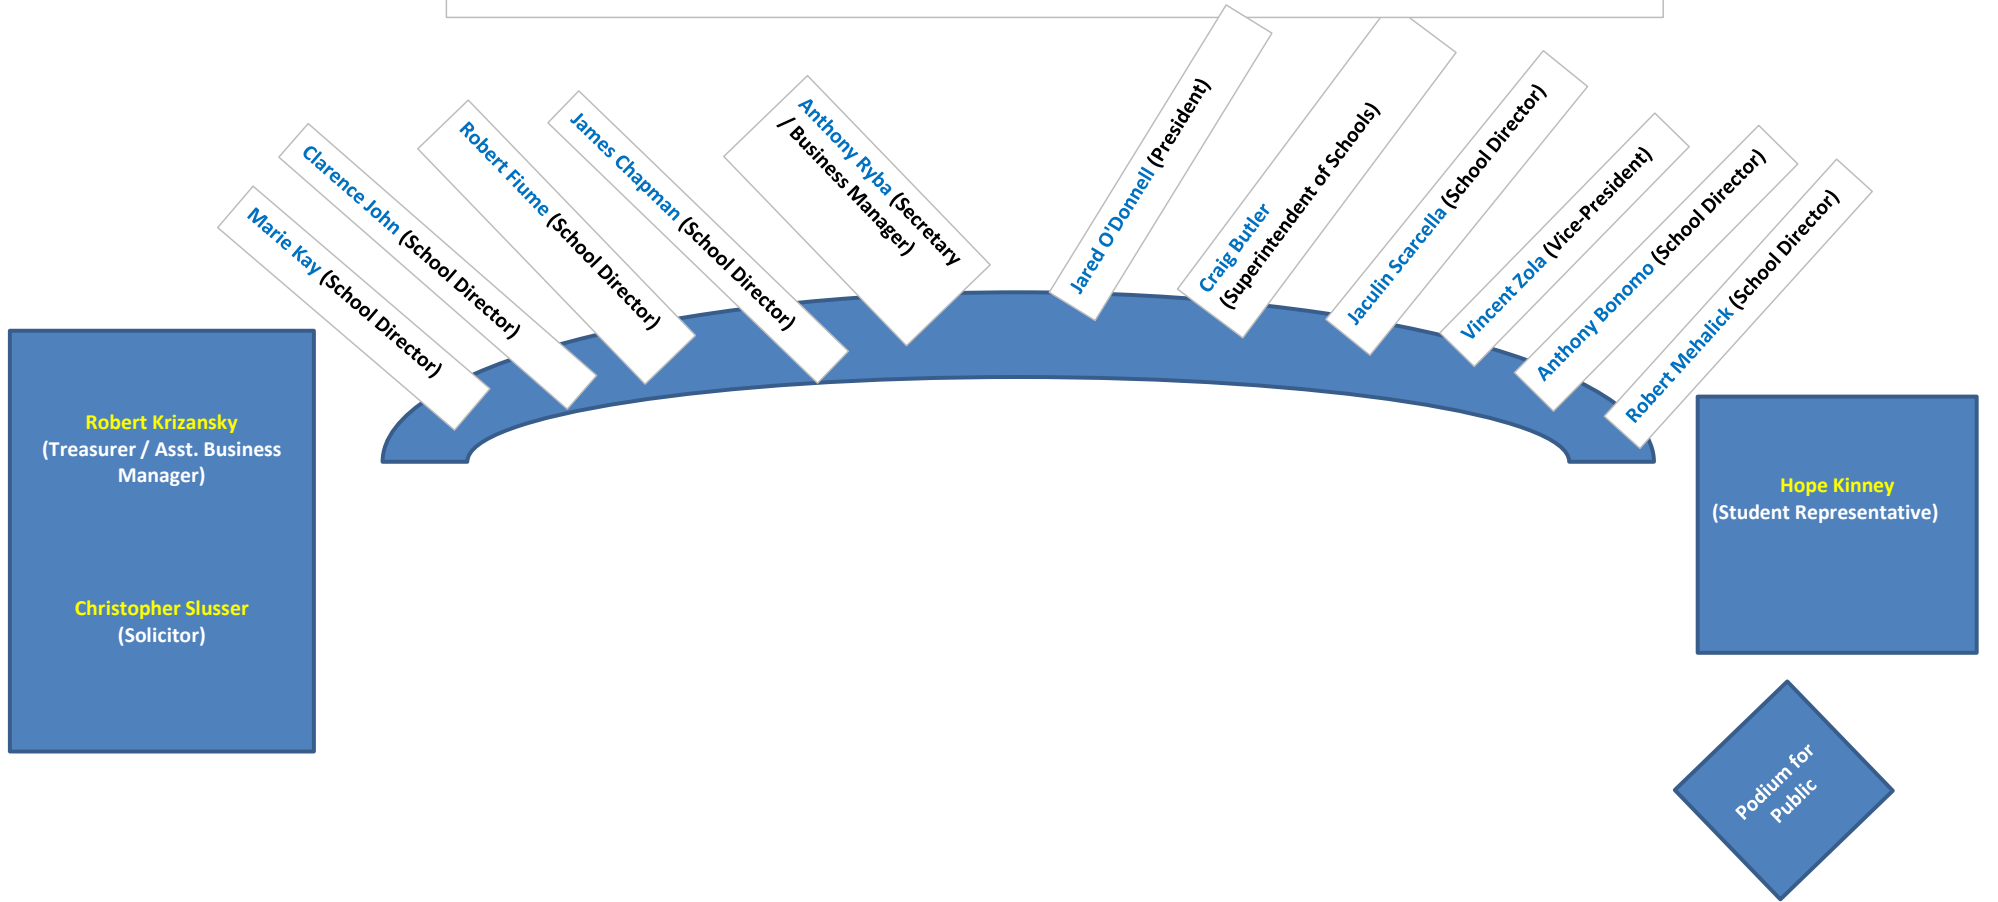 Marie Kay (School Director)
Clarence John (School Director)
Robert Fiume (School Director)
James Chapman (School Director)
Anthony Ryba (Secretary
/ Business Manager)
Jared O'Donnell (President)
Craig Butler
(Superintendent of Schools)
Jaculin Scarcella (School Director)
Vincent Zola (Vice-President)
Anthony Bonomo (School Director)
Robert Mehalick (School Director)
Robert Krizansky
(Treasurer / Asst. Business
Manager)
Christopher Slusser
(Solicitor)
Hope Kinney
(Student Representative)
Podium for
Public